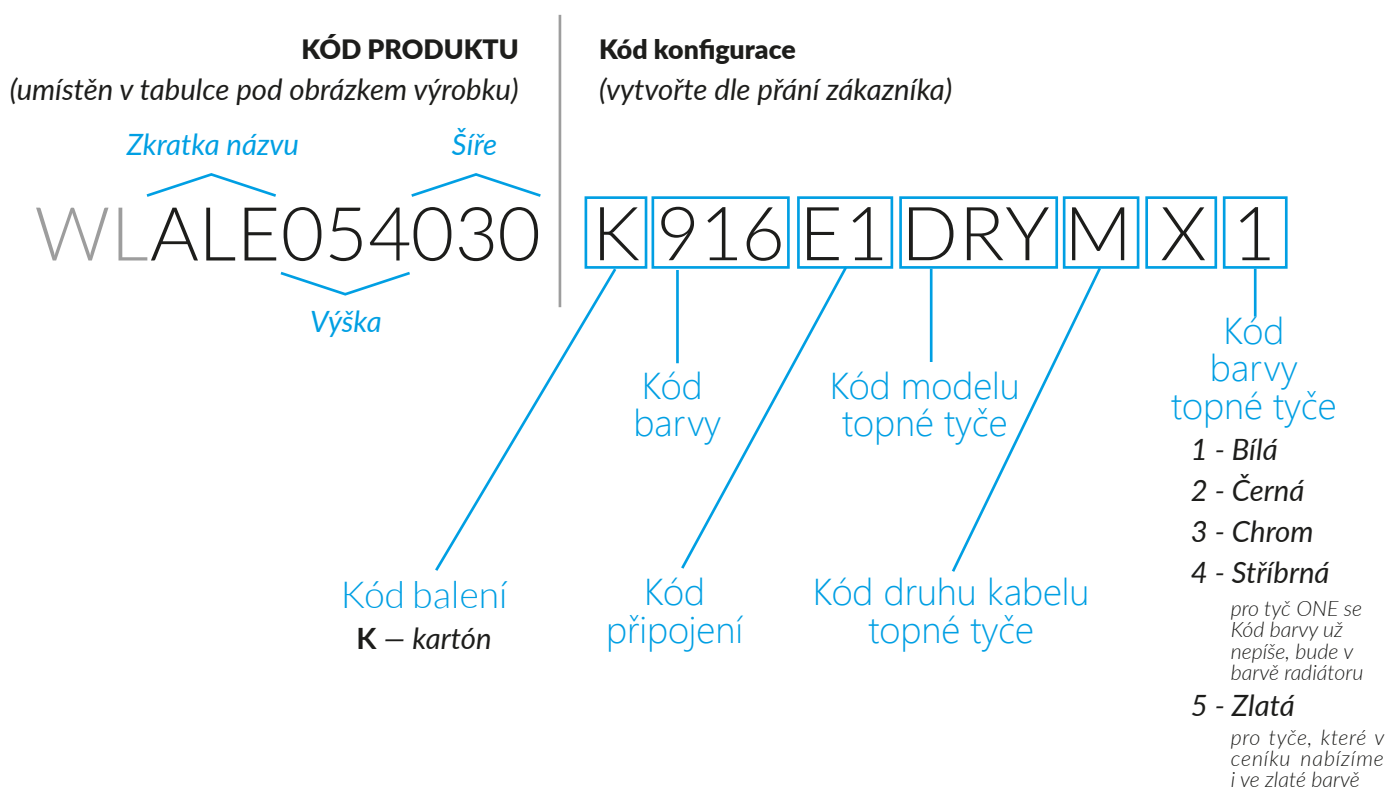 KÓD PRODUKTU
(umístěn v tabulce pod obrázkem výrobku)
Kód konfigurace
(vytvořte dle přání zákazníka)
Zkratka názvu
Šíře
WLALE054030
K 916 E1 DRY M X 1
Výška
Kód
barvy
Kód modelu
topné tyče
Kód
barvy
topné tyče
1 - Bílá
2 - Černá
3 - Chrom
4 - Stříbrná
pro tyč ONE se
Kód barvy už
nepíše, bude v
barvě radiátoru
5 - Zlatá
pro tyče, které v
ceníku nabízíme
i ve zlaté barvě
Kód balení
K — kartón
Kód
připojení
Kód druhu kabelu
topné tyče